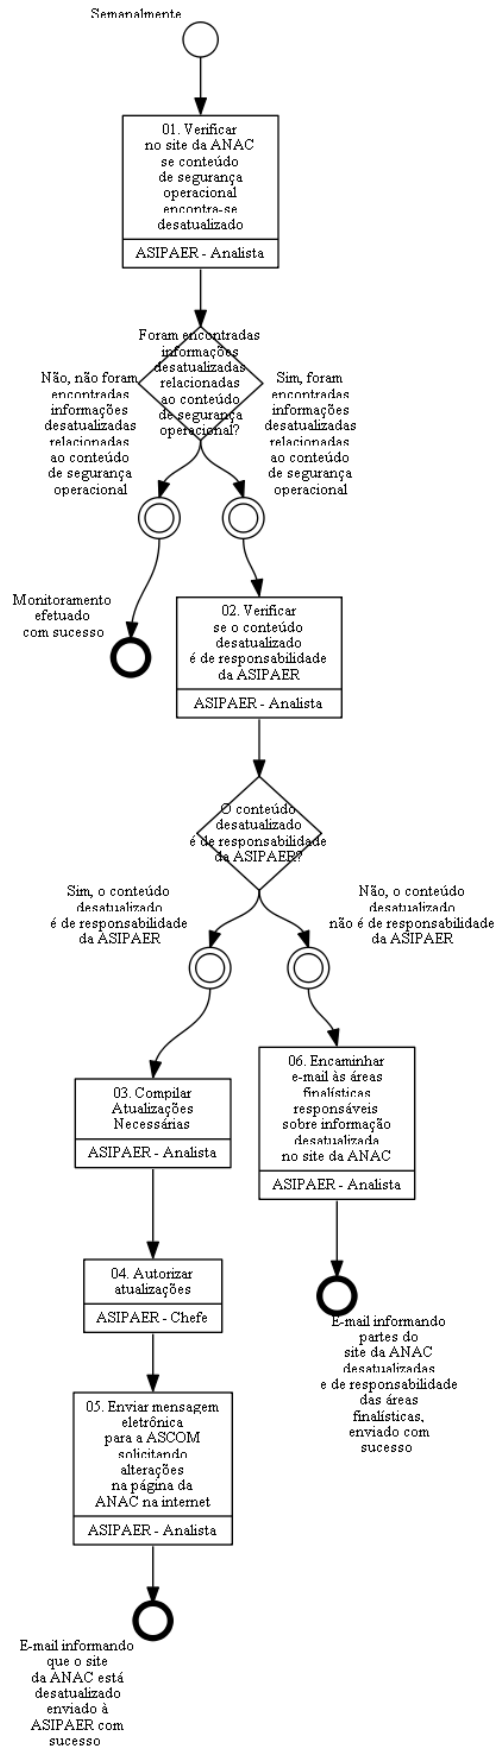 Semanalmente
01. Verificar
no site da ANAC
se conteúdo
de segurança
operacional
encontra-se
desatualizado
ASIPAER - Analista
Foram encontradas
informações
desatualizadas
relacionadas
ao conteúdo
de segurança
operacional?
Não, não foram
encontradas
informações
desatualizadas
relacionadas
ao conteúdo
de segurança
operacional
Sim, foram
encontradas
informações
desatualizadas
relacionadas
ao conteúdo
de segurança
operacional
Monitoramento
efetuado
com sucesso
02. Verificar
se o conteúdo
desatualizado
é de responsabilidade
da ASIPAER
ASIPAER - Analista
O conteúdo
desatualizado
é de responsabilidade
da ASIPAER?
Sim, o conteúdo
desatualizado
é de responsabilidade
da ASIPAER
Não, o conteúdo
desatualizado
não é de responsabilidade
da ASIPAER
03. Compilar
Atualizações
Necessárias
ASIPAER - Analista
06. Encaminhar
e-mail às áreas
finalísticas
responsáveis
sobre informação
desatualizada
no site da ANAC
ASIPAER - Analista
04. Autorizar
atualizações
ASIPAER - Chefe
E-mail informando
partes do
site da ANAC
desatualizadas
e de responsabilidade
das áreas
finalísticas,
enviado com
sucesso
05. Enviar mensagem
eletrônica
para a ASCOM
solicitando
alterações
na página da
ANAC na internet
ASIPAER - Analista
E-mail informando
que o site
da ANAC está
desatualizado
enviado à
ASIPAER com
sucesso